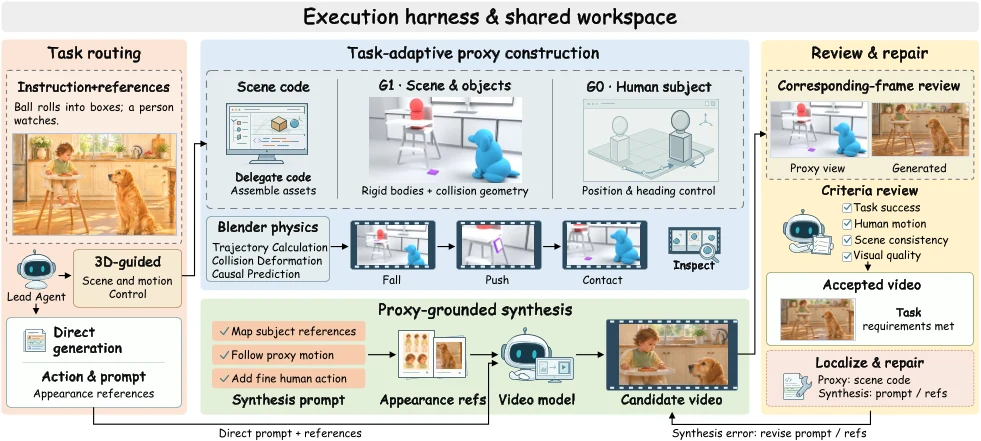 Execution harness & shared workspace
Task routing
Instruction+references
Ball rolls into boxes; a person
watches.
Lead Agent
3D-guided
Scene and motion
Control
Direct
generation
Action & prompt
Appearance references
Task-adaptive proxy construction
Scene code
Delegate code
Assemble assets
G1 · Scene & objects
Rigid bodies + collision geometry
G0 · Human subject
Position & heading control
Blender physics
Trajectory Calculation
Collision Deformation
Causal Prediction
Fall
Push
Contact
Inspect
Proxy-grounded synthesis
Map subject references
Follow proxy motion
Add fine human action
Synthesis prompt
Appearance refs
Video model
Candidate video
Review & repair
Corresponding-frame review
Proxy view
Generated
Criteria review
Task success
Human motion
Scene consistency
Visual quality
Accepted video
Task
requirements met
Localize & repair
Proxy: scene code
Synthesis: prompt / refs
Direct prompt + references
Synthesis error: revise prompt / refs